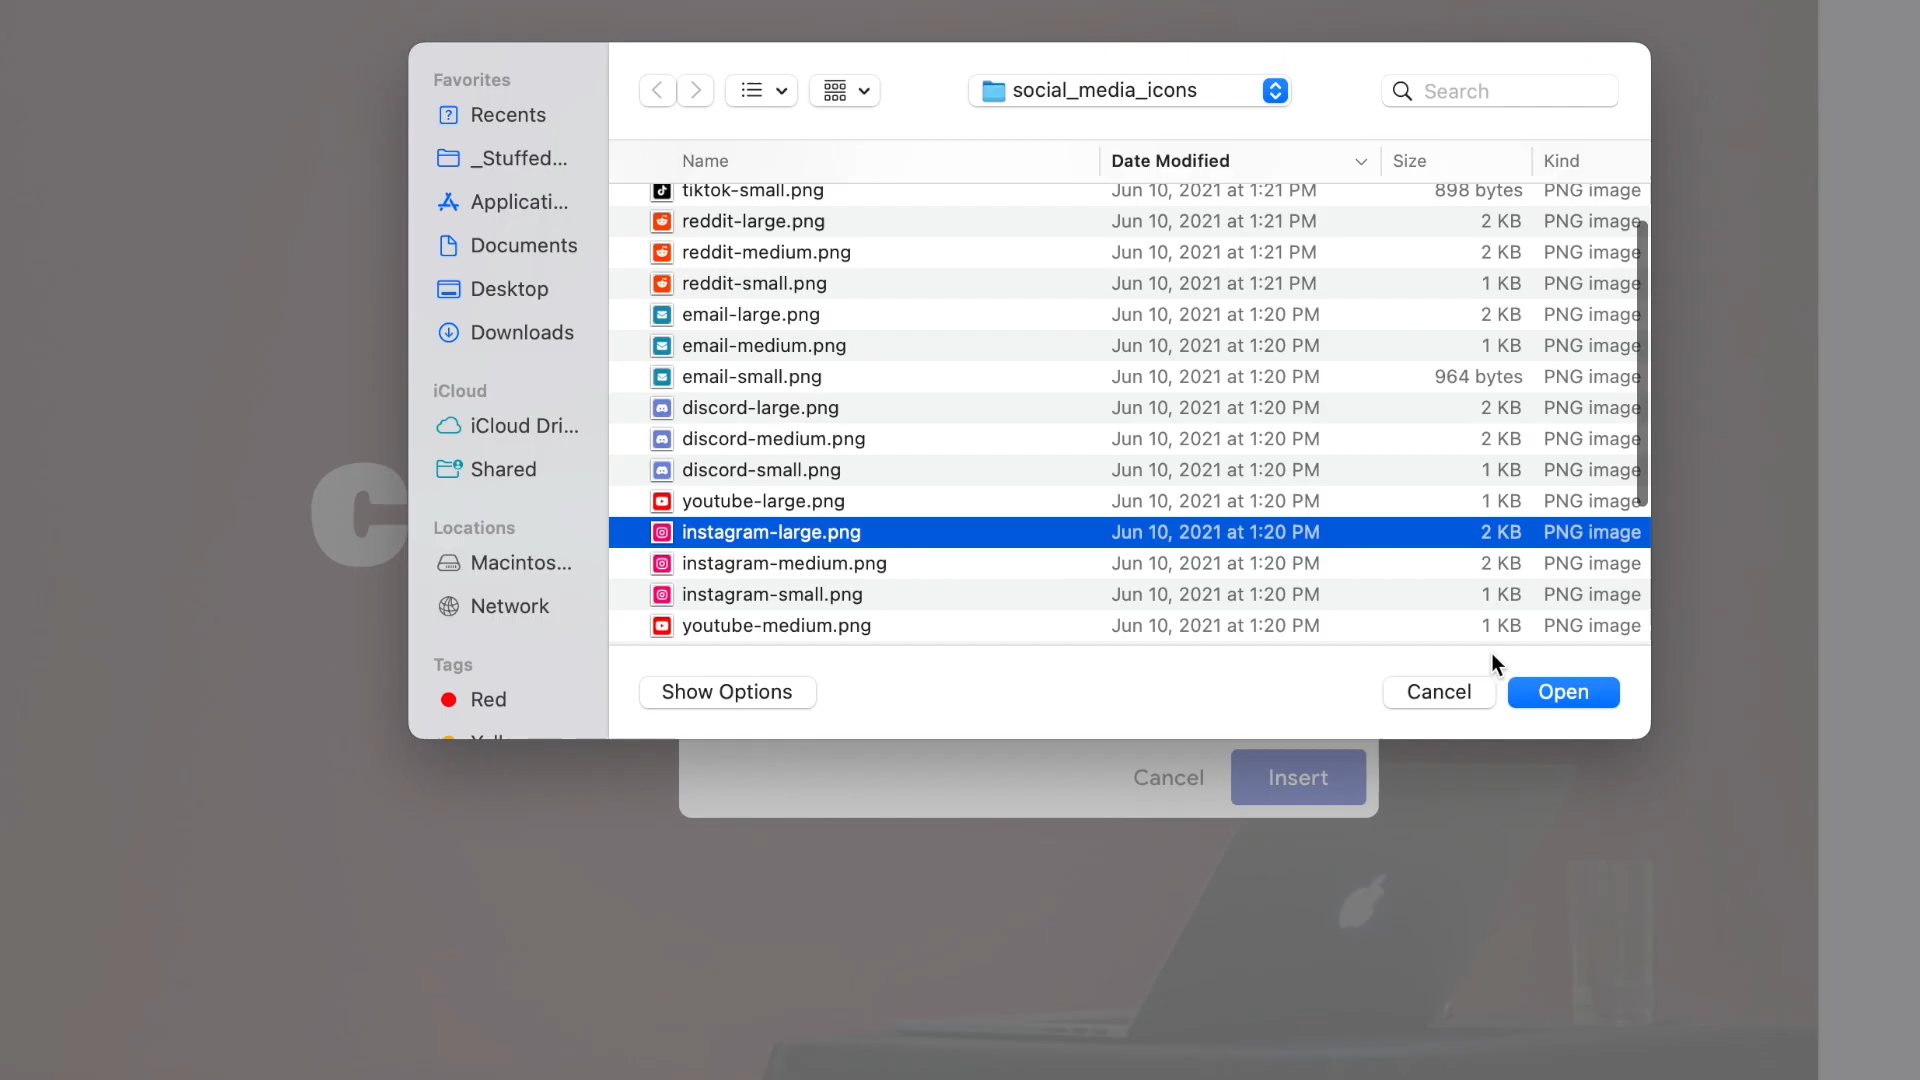 Favorites
Recents
_Stuffed...
Applicati...
Documents
Desktop
Downloads
iCloud
iCloud Dri...
Shared
Locations
Macintos...
Network
Tags
Red
social_media_icons
Search
Name Date Modified Size Kind
tiktok-small.png Jun 10, 2021 at 1:21 PM 898 bytes PNG image
reddit-large.png Jun 10, 2021 at 1:21 PM 2 KB PNG image
reddit-medium.png Jun 10, 2021 at 1:21 PM 2 KB PNG image
reddit-small.png Jun 10, 2021 at 1:21 PM 1 KB PNG image
email-large.png Jun 10, 2021 at 1:20 PM 2 KB PNG image
email-medium.png Jun 10, 2021 at 1:20 PM 1 KB PNG image
email-small.png Jun 10, 2021 at 1:20 PM 964 bytes PNG image
discord-large.png Jun 10, 2021 at 1:20 PM 2 KB PNG image
discord-medium.png Jun 10, 2021 at 1:20 PM 2 KB PNG image
discord-small.png Jun 10, 2021 at 1:20 PM 1 KB PNG image
youtube-large.png Jun 10, 2021 at 1:20 PM 1 KB PNG image
instagram-large.png Jun 10, 2021 at 1:20 PM 2 KB PNG image
instagram-medium.png Jun 10, 2021 at 1:20 PM 2 KB PNG image
instagram-small.png Jun 10, 2021 at 1:20 PM 1 KB PNG image
youtube-medium.png Jun 10, 2021 at 1:20 PM 1 KB PNG image
Show Options Cancel Open
Cancel Insert
C